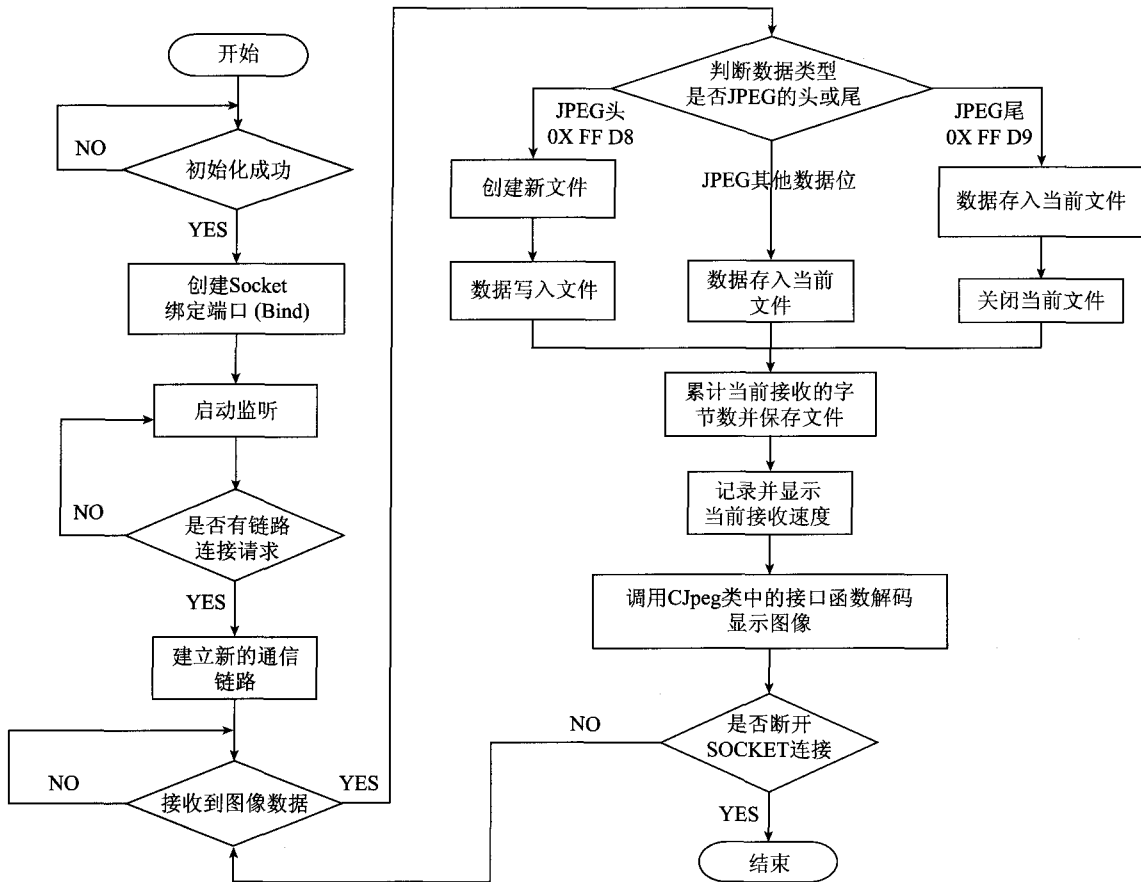 开始
NO
初始化成功
YES
创建Socket
绑定端口 (Bind)
启动监听
NO
是否有链路
连接请求
YES
建立新的通信
链路
NO
接收到图像数据
YES
判断数据类型
是否JPEG的头或尾
JPEG头
0X FF D8
创建新文件
数据写入文件
JPEG其他数据位
数据存入当前
文件
JPEG尾
0X FF D9
数据存入当前文件
关闭当前文件
累计当前接收的字
节数并保存文件
记录并显示
当前接收速度
调用CJpeg类中的接口函数解码
显示图像
是否断开
SOCKET连接
NO
YES
结束